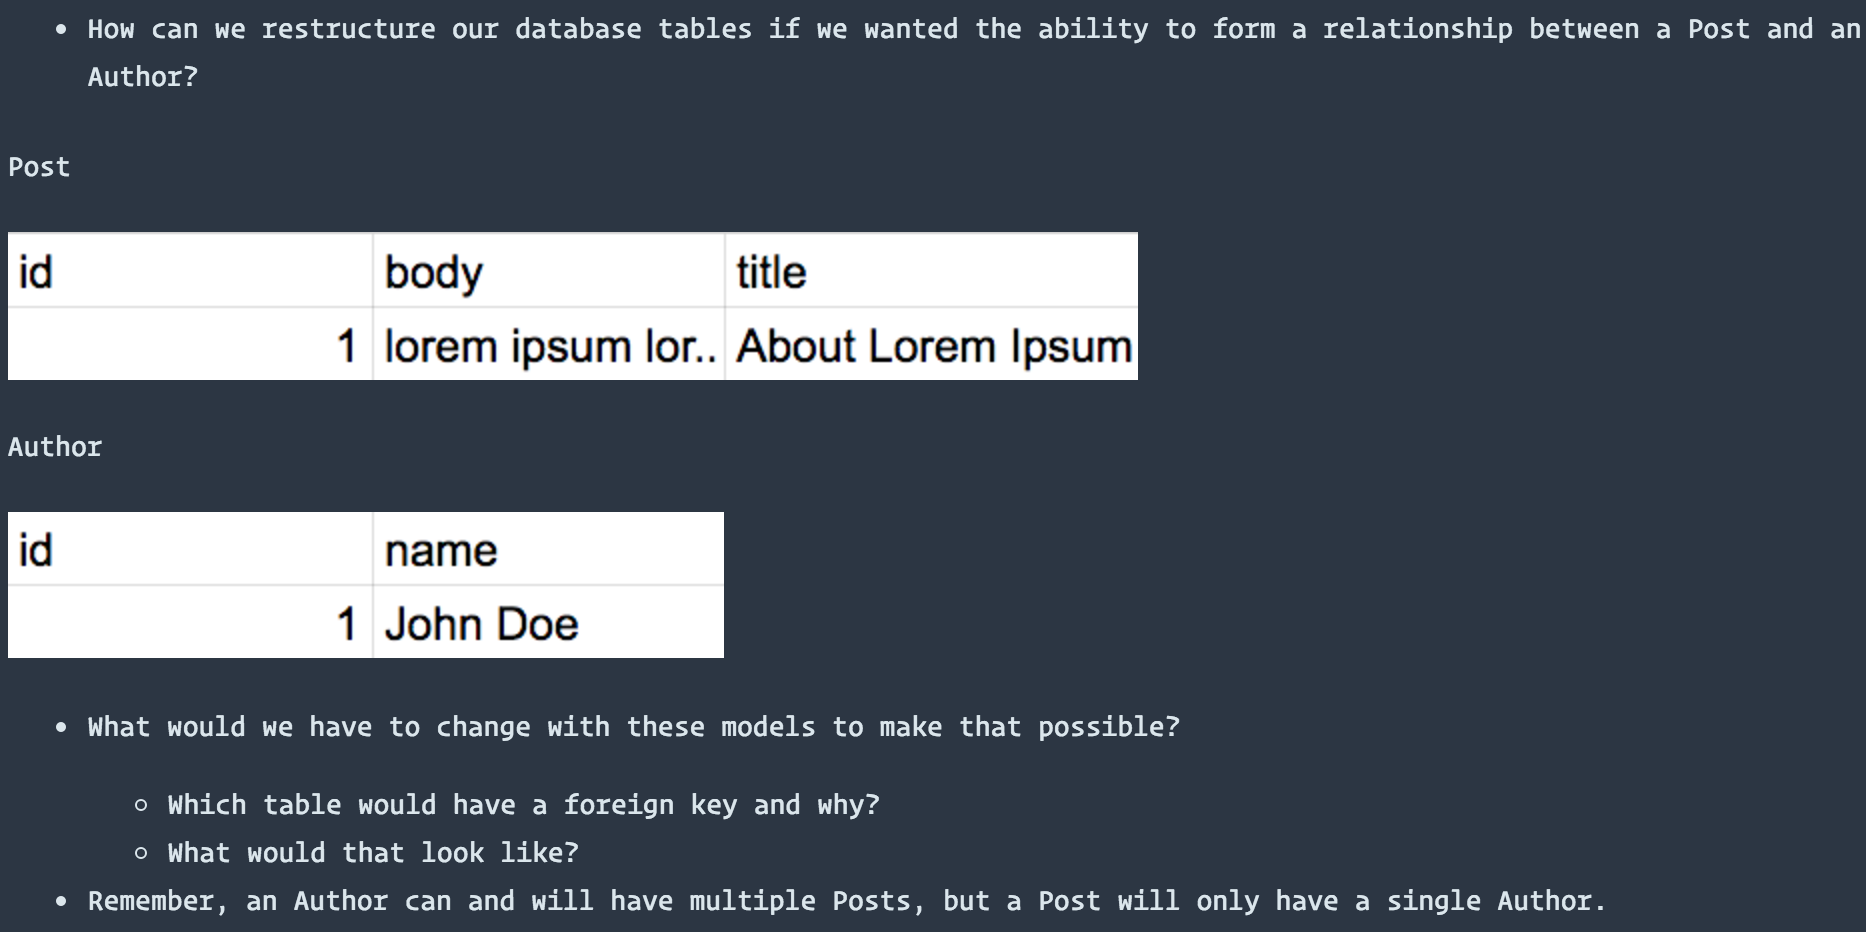 • How can we restructure our database tables if we wanted the ability to form a relationship between a Post and an
Author?
Post
id body title
1 lorem ipsum lor.. About Lorem Ipsum
Author
id name
1 John Doe
• What would we have to change with these models to make that possible?
◦ Which table would have a foreign key and why?
◦ What would that look like?
• Remember, an Author can and will have multiple Posts, but a Post will only have a single Author.